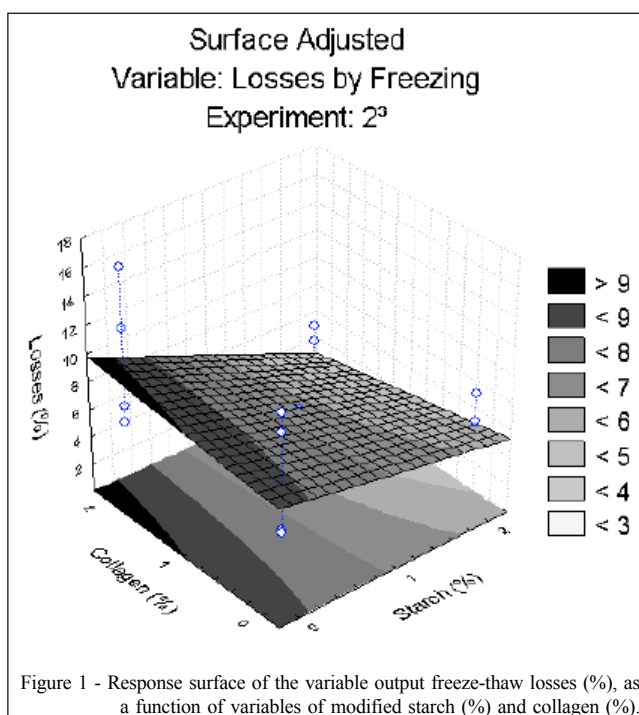 Surface Adjusted
Variable: Losses by Freezing
Experiment: 2³
18
16
14
12
10
8
6
4
2
Losses (%)
2
1
0
Collagen (%)
0
1
2
Starch (%)
> 9
< 9
< 8
< 7
< 6
< 5
< 4
< 3
Figure 1 - Response surface of the variable output freeze-thaw losses (%), as
a function of variables of modified starch (%) and collagen (%).